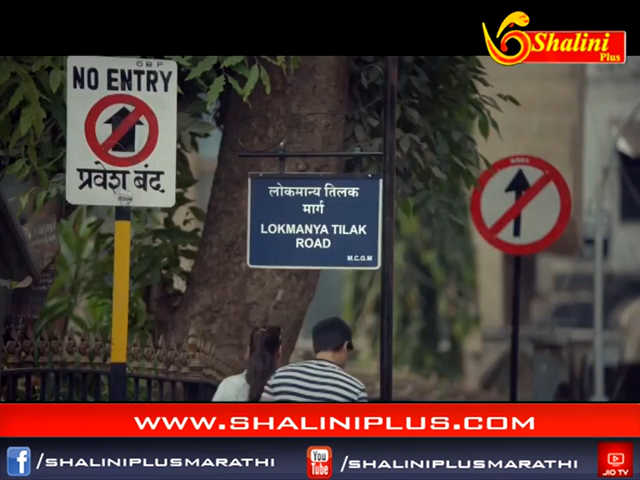 Shalini
Plus
GBP
NO ENTRY
प्रवेश बंद
लोकमान्य तिलक
मार्ग
LOKMANYA TILAK
ROAD
M.C.G.M
WWW.SHALINIPLUS.COM
/SHALINIPLUSMARATHI
You
Tube
/SHALINIPLUSMARATHI
JIO TV